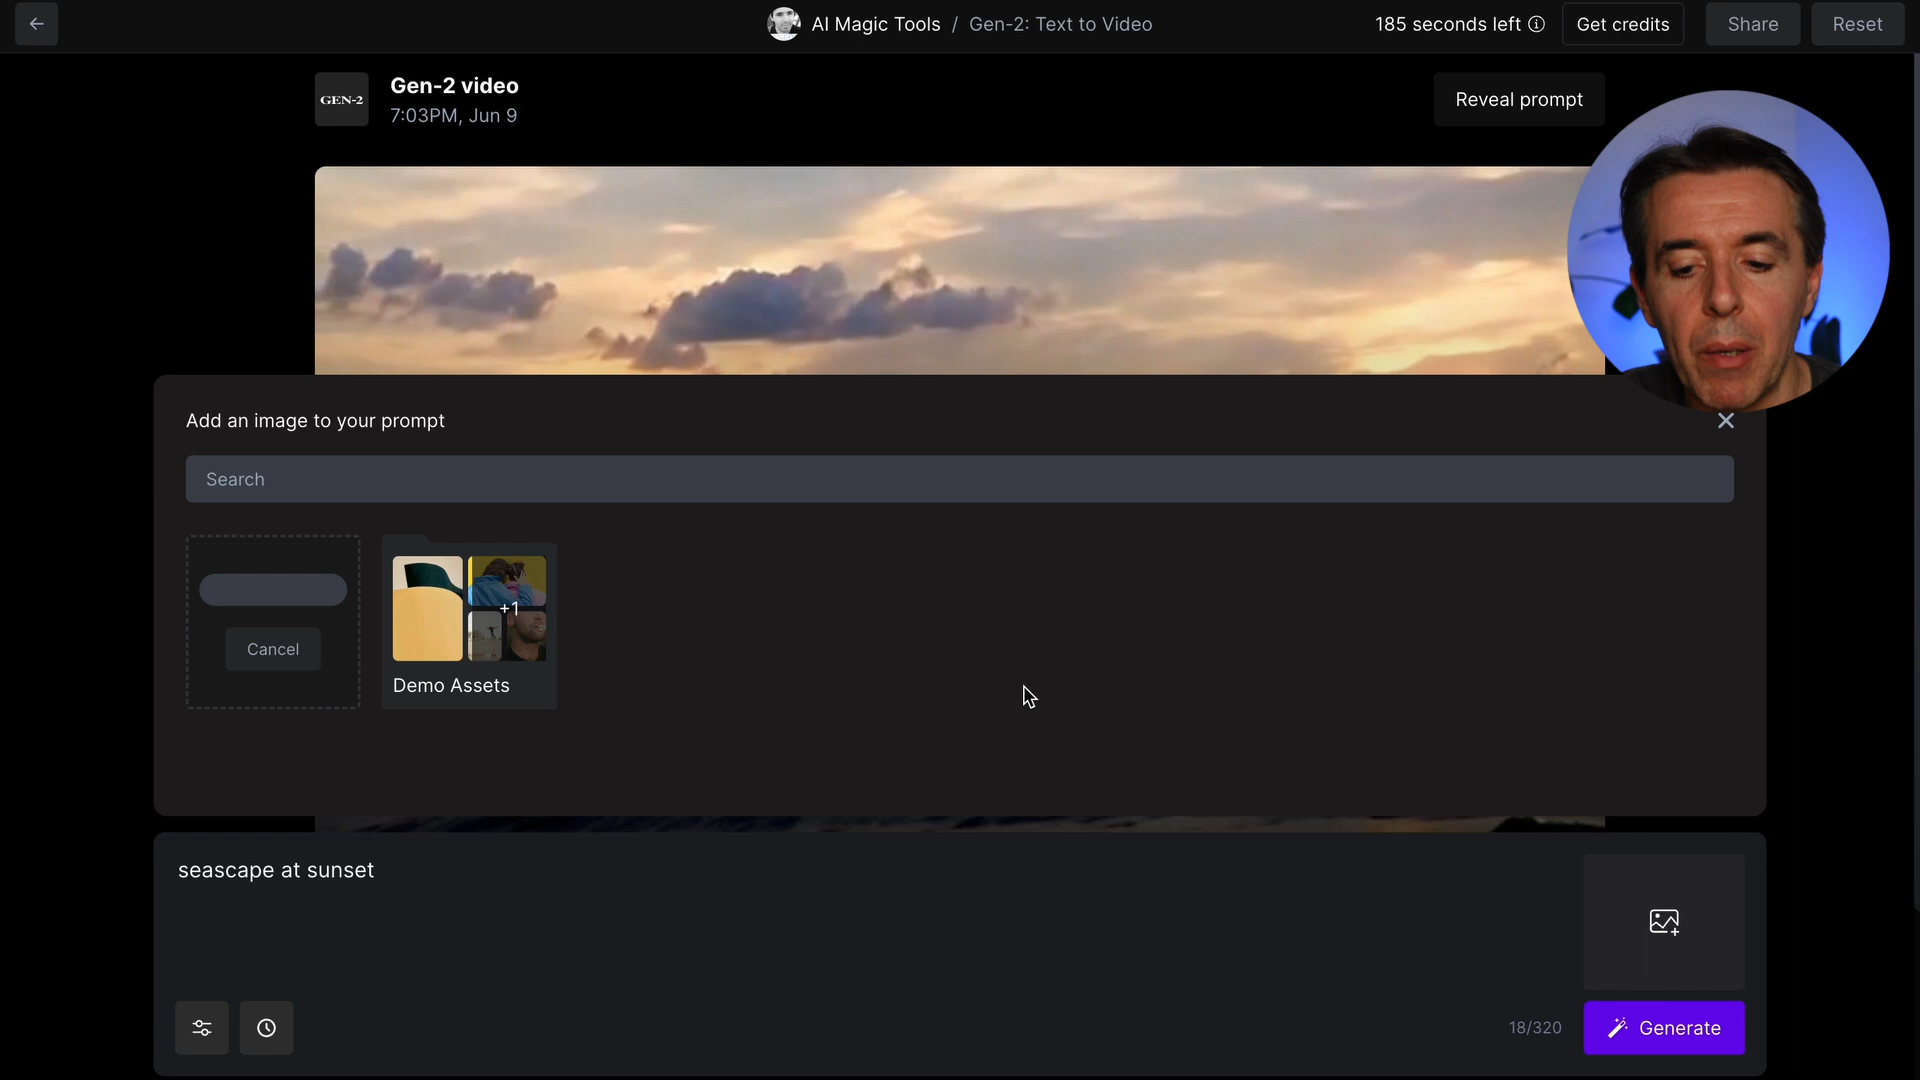 AI Magic Tools / Gen-2: Text to Video
185 seconds left
Get credits
Share
Reset
GEN-2
Gen-2 video
7:03PM, Jun 9
Reveal prompt
Add an image to your prompt
Search
Cancel
+1
Demo Assets
seascape at sunset
18/320
Generate